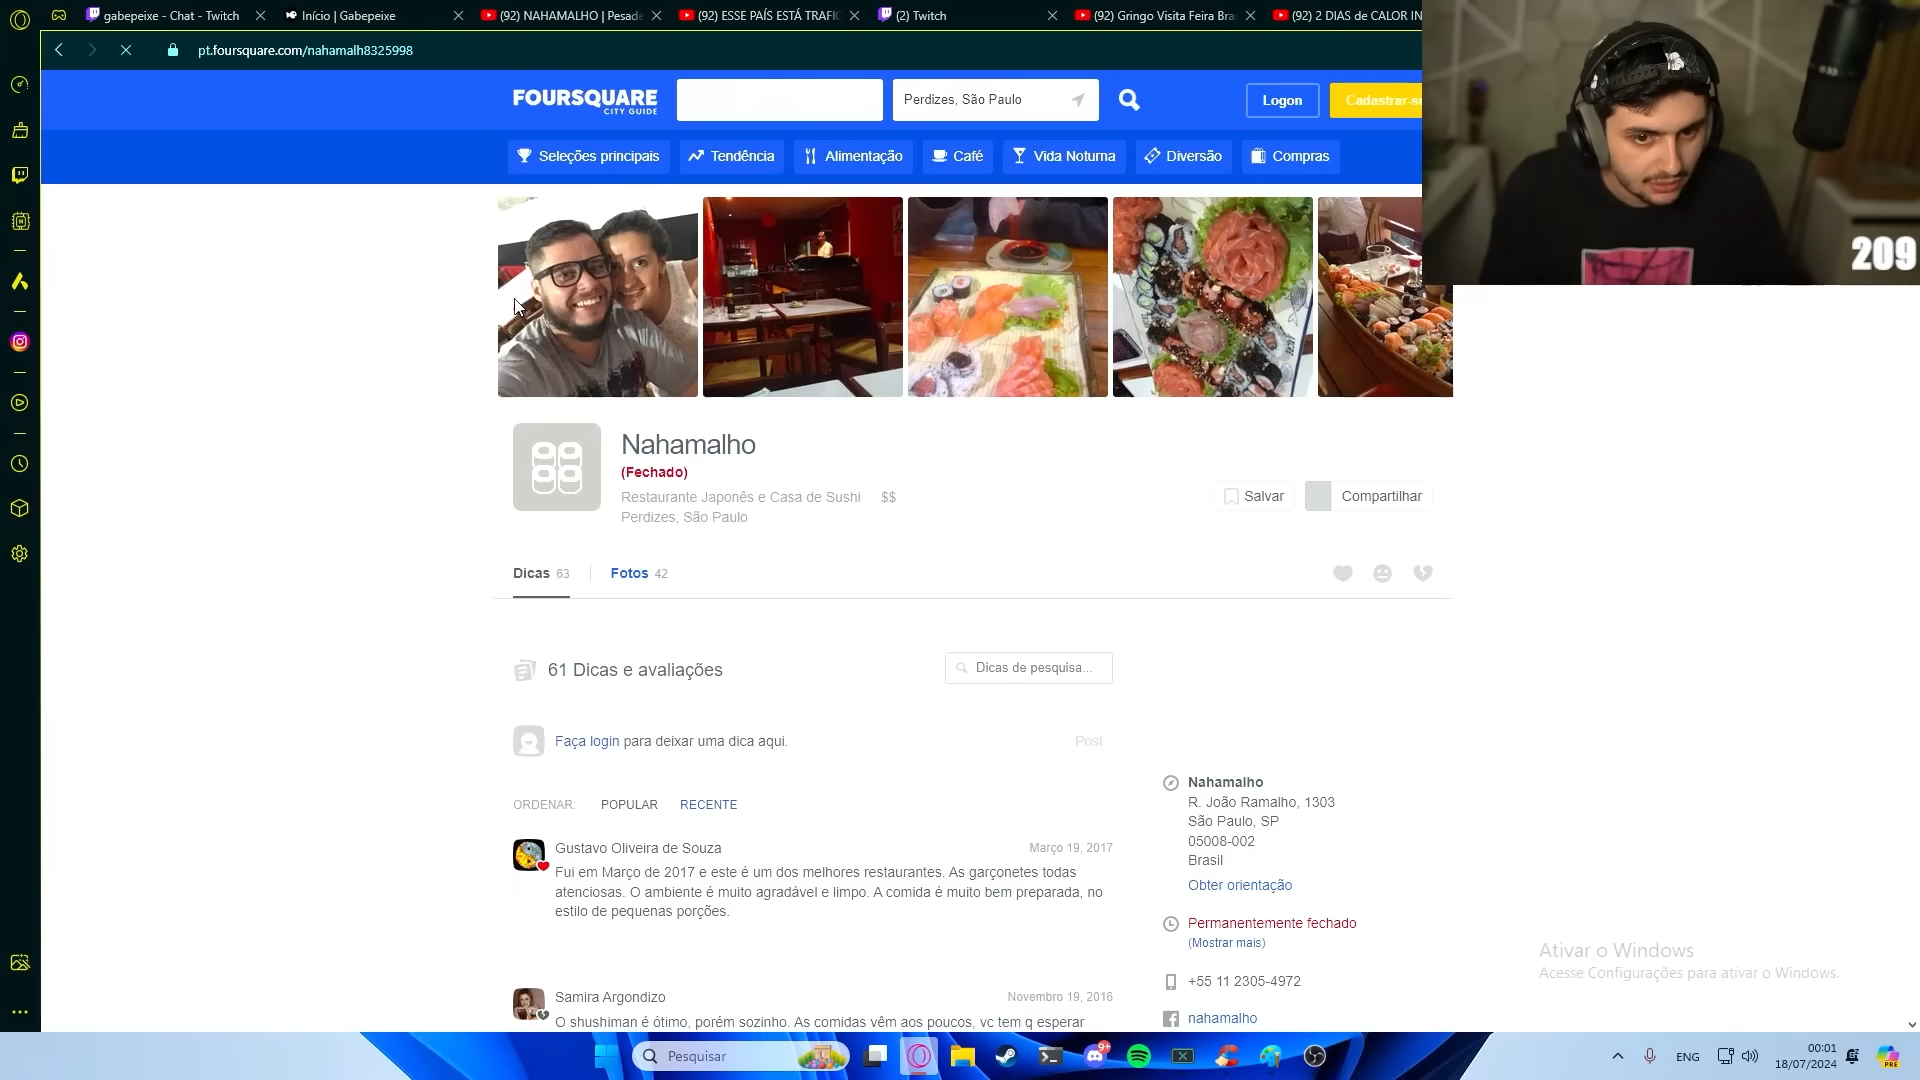 gabepeixe - Chat - Twitch
Início | Gabepeixe
(92) NAHAMALHO | Pesade
(92) ESSE PAÍS ESTÁ TRAFIC
(2) Twitch
(92) Gringo Visita Feira Bra
(92) 2 DIAS de CALOR IN
pt.foursquare.com/nahamalh8325998
FOURSQUARE
CITY GUIDE
Perdizes, São Paulo
Logon
Cadastrar-se
Seleções principais
Tendência
Alimentação
Café
Vida Noturna
Diversão
Compras
209
Nahamalho
(Fechado)
Restaurante Japonês e Casa de Sushi $$
Perdizes, São Paulo
Salvar
Compartilhar
Dicas 63
Fotos 42
61 Dicas e avaliações
Dicas de pesquisa...
Faça login para deixar uma dica aqui.
Post
ORDENAR: POPULAR RECENTE
Gustavo Oliveira de Souza
Março 19, 2017
Fui em Março de 2017 e este é um dos melhores restaurantes. As garçonetes todas
atenciosas. O ambiente é muito agradável e limpo. A comida é muito bem preparada, no
estilo de pequenas porções.
Samira Argondizo
Novembro 19, 2016
O shushiman é ótimo, porém sozinho. As comidas vêm aos poucos, vc tem q esperar
Nahamalho
R. João Ramalho, 1303
São Paulo, SP
05008-002
Brasil
Obter orientação
Permanentemente fechado
(Mostrar mais)
+55 11 2305-4972
nahamalho
Ativar o Windows
Acesse Configurações para ativar o Windows.
Pesquisar
9+
ENG
00:01
18/07/2024
PRE